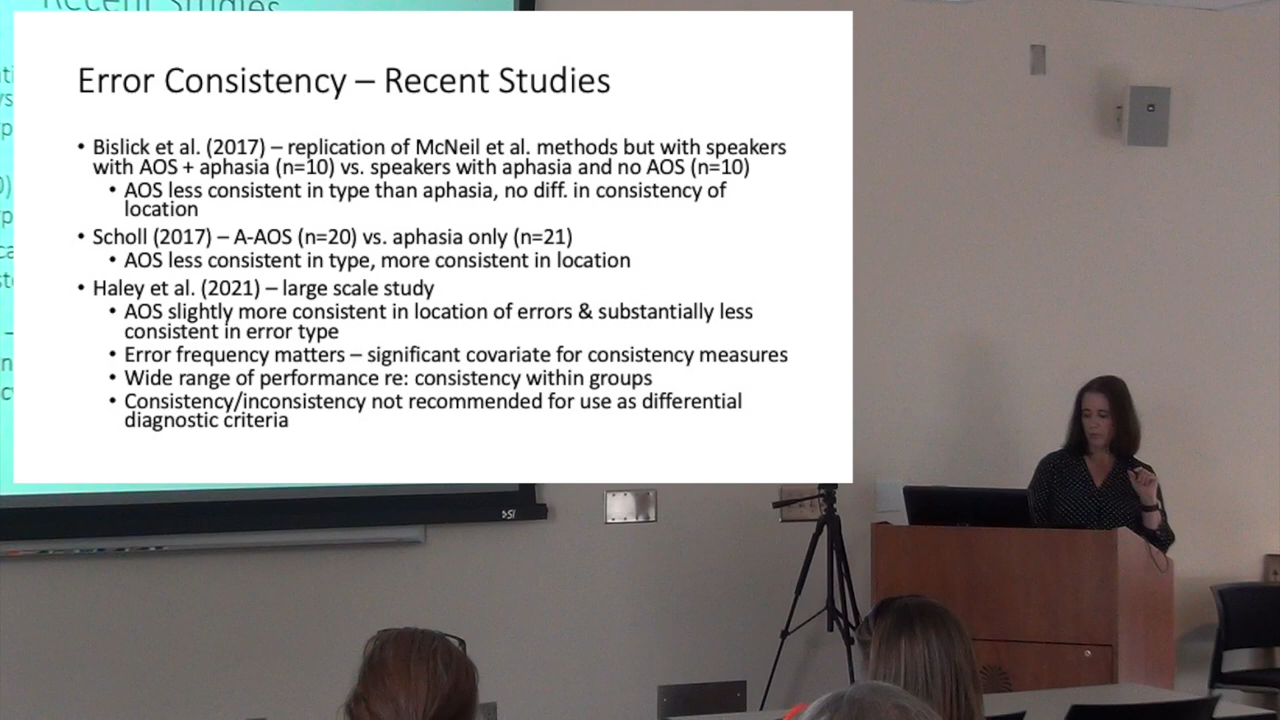 Recent Studies
Error Consistency – Recent Studies
• Bislick et al. (2017) – replication of McNeil et al. methods but with speakers
with AOS + aphasia (n=10) vs. speakers with aphasia and no AOS (n=10)
• AOS less consistent in type than aphasia, no diff. in consistency of
location
• Scholl (2017) – A-AOS (n=20) vs. aphasia only (n=21)
• AOS less consistent in type, more consistent in location
• Haley et al. (2021) – large scale study
• AOS slightly more consistent in location of errors & substantially less
consistent in error type
• Error frequency matters – significant covariate for consistency measures
• Wide range of performance re: consistency within groups
• Consistency/inconsistency not recommended for use as differential
diagnostic criteria